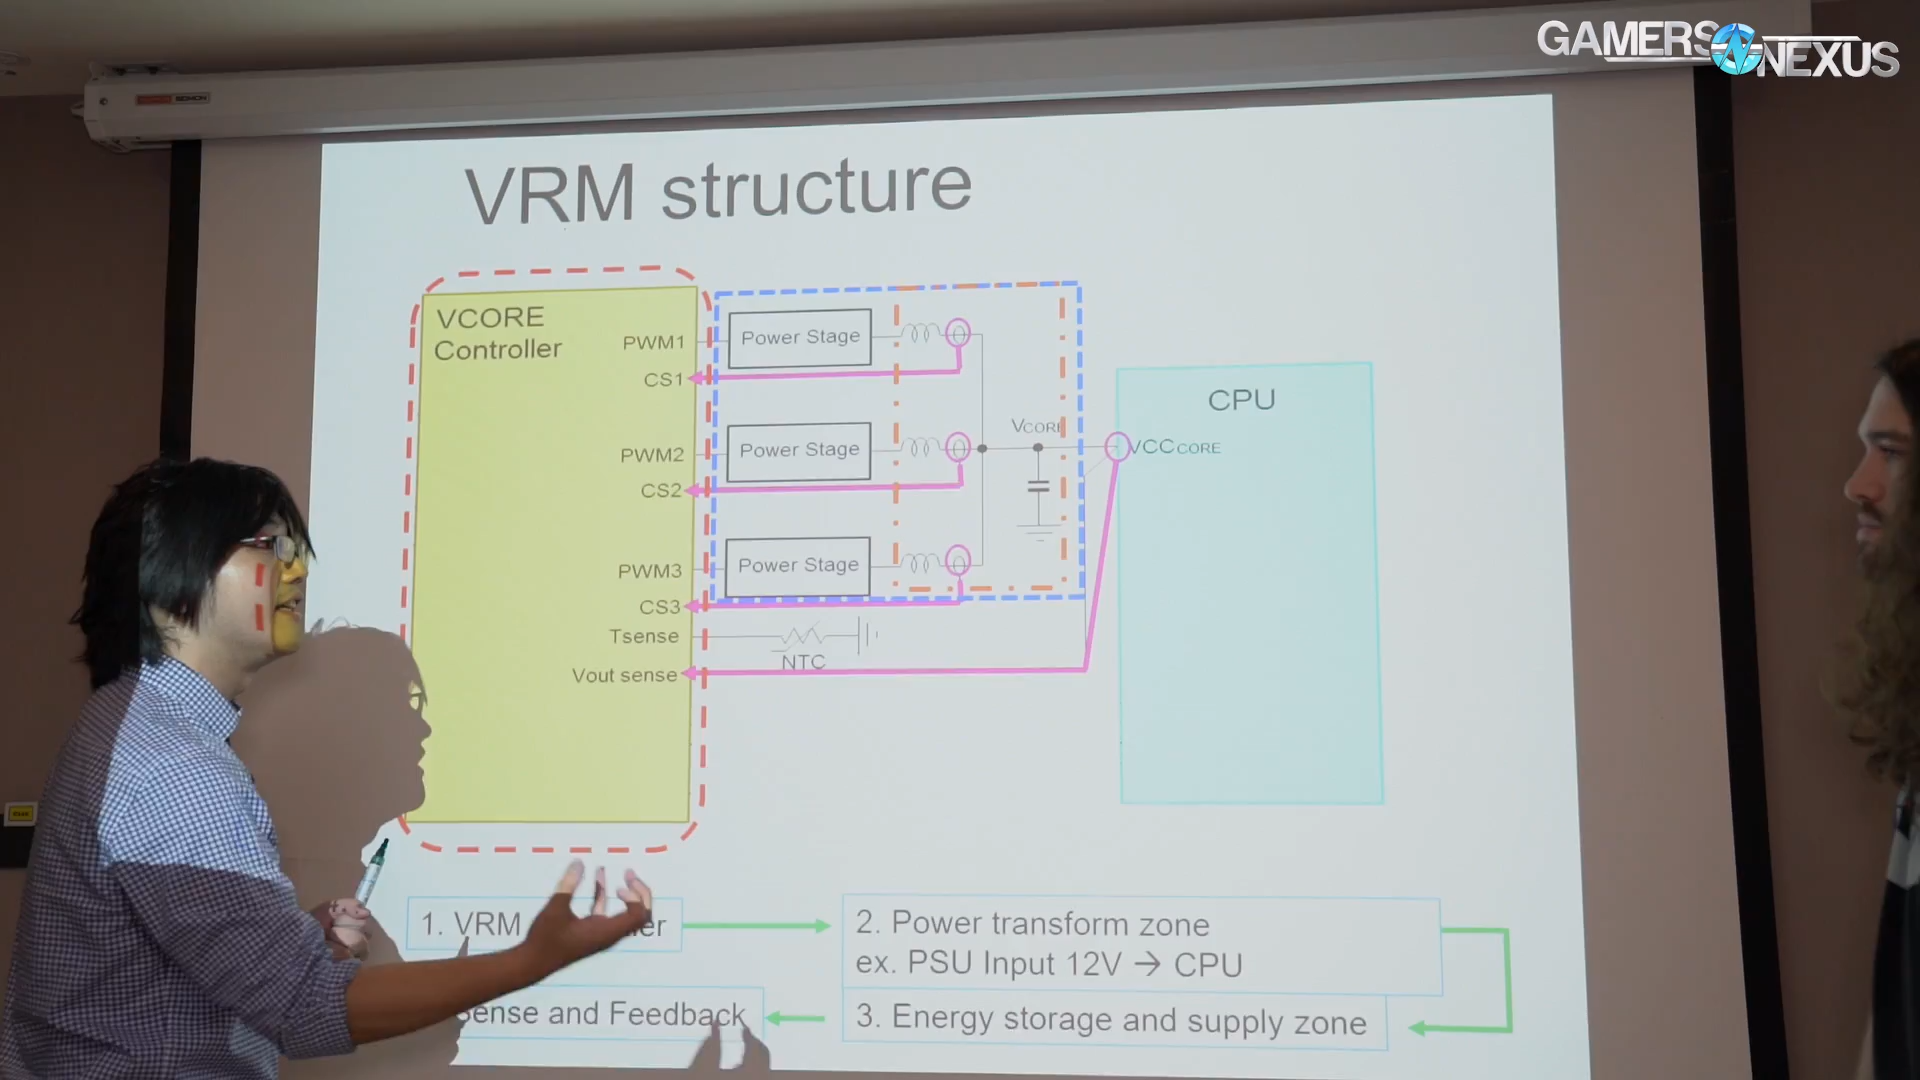 GAMERS NEXUS
VRM structure
VCORE
Controller
PWM1
Power Stage
CS1
CPU
VCORE
VCCCORE
PWM2
Power Stage
CS2
PWM3
Power Stage
CS3
Tsense
NTC
Vout sense
1. VRM
2. Power transform zone
ex. PSU Input 12V → CPU
Sense and Feedback
3. Energy storage and supply zone